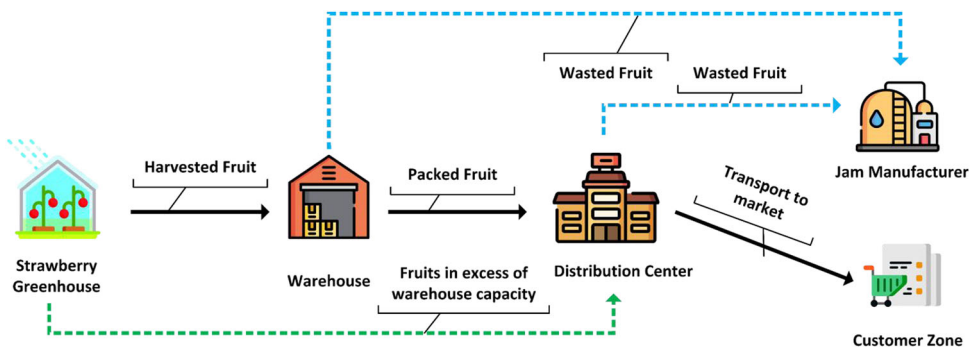 Wasted Fruit
Wasted Fruit
Harvested Fruit
Packed Fruit
Jam Manufacturer
Transport to
market
Strawberry
Greenhouse
Warehouse
Fruits in excess of
warehouse capacity
Distribution Center
Customer Zone